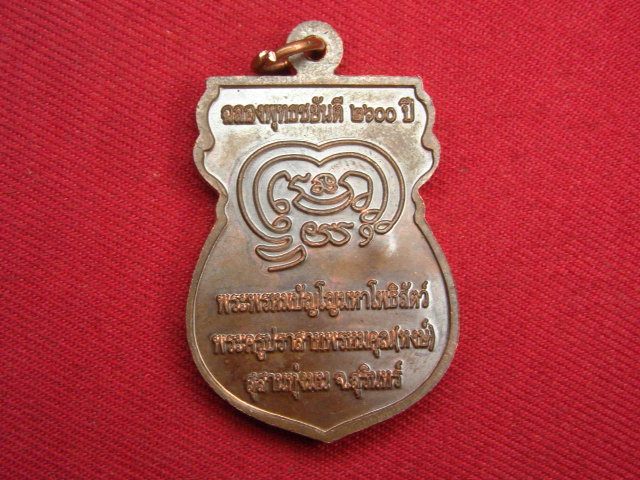 ฉลองพุทธชยันตี ๒๖๐๐ ปี
พระพรหมปัญโญมหาโพธิสัตว์
พระครูปราสาทพรหมคุณ(หงษ์)
สุสานทุ่งมน จ.สุรินทร์